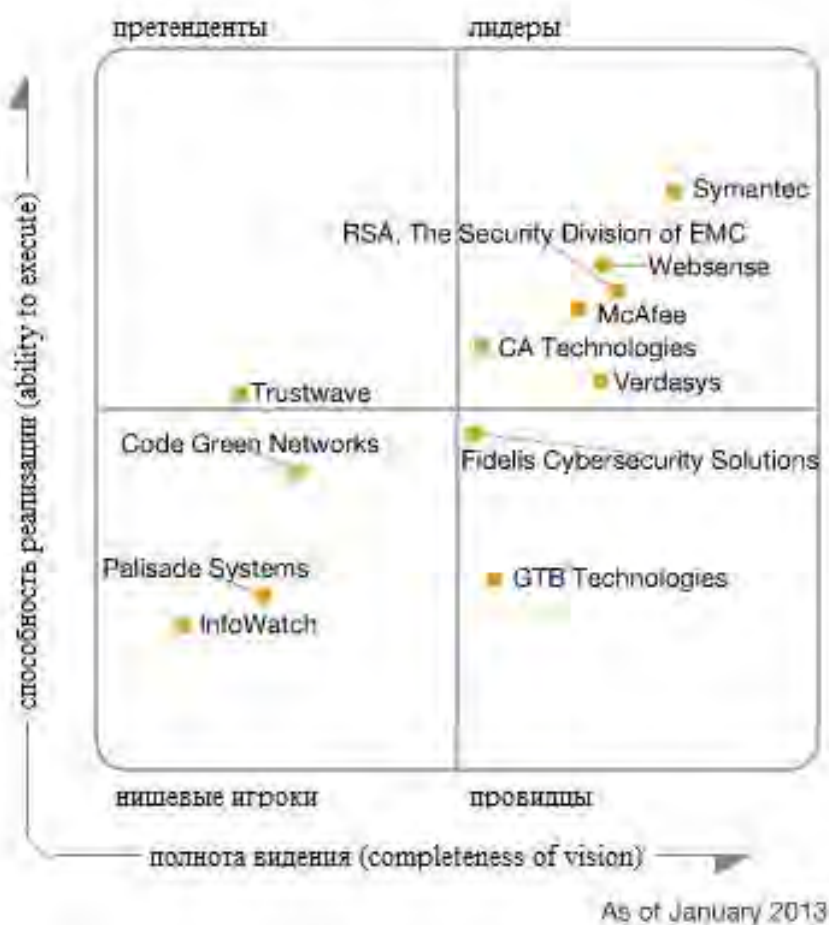 претенденты
лидеры
способность реализации (ability to execute)
Symantec
RSA, The Security Division of EMC
Websense
McAfee
CA Technologies
Verdasys
Trustwave
Code Green Networks
Fidelis Cybersecurity Solutions
Palisade Systems
GTB Technologies
InfoWatch
нишевые игроки
провидцы
полнота видения (completeness of vision)
As of January 2013